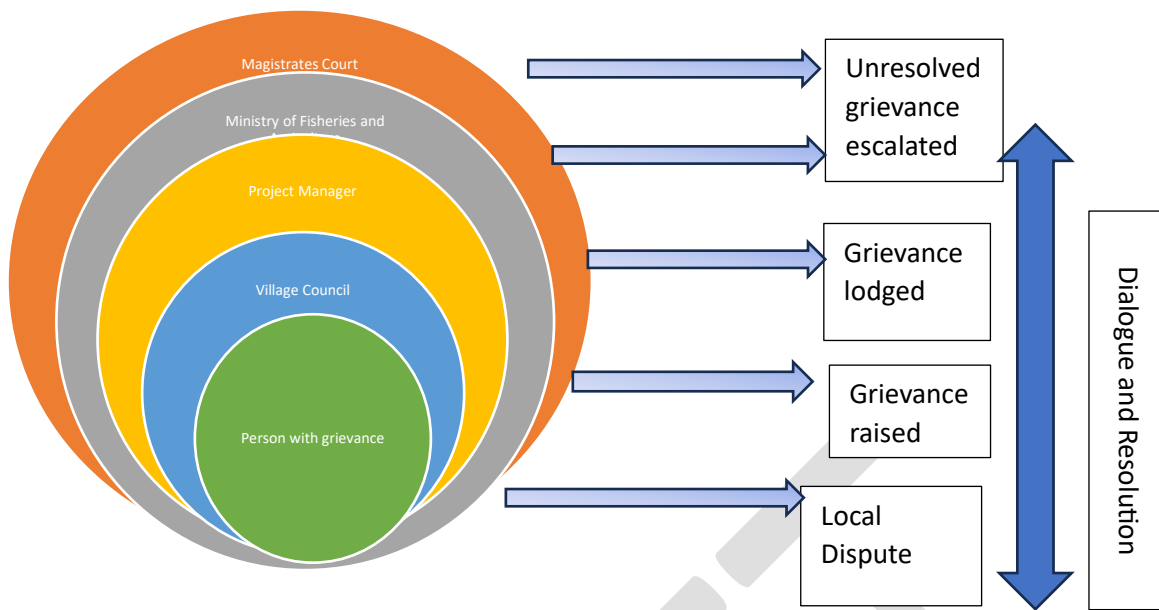 Magistrates Court
Ministry of Fisheries and
Project Manager
Village Council
Person with grievance
Unresolved
grievance
escalated
Grievance
lodged
Grievance
raised
Local
Dispute
Dialogue and Resolution